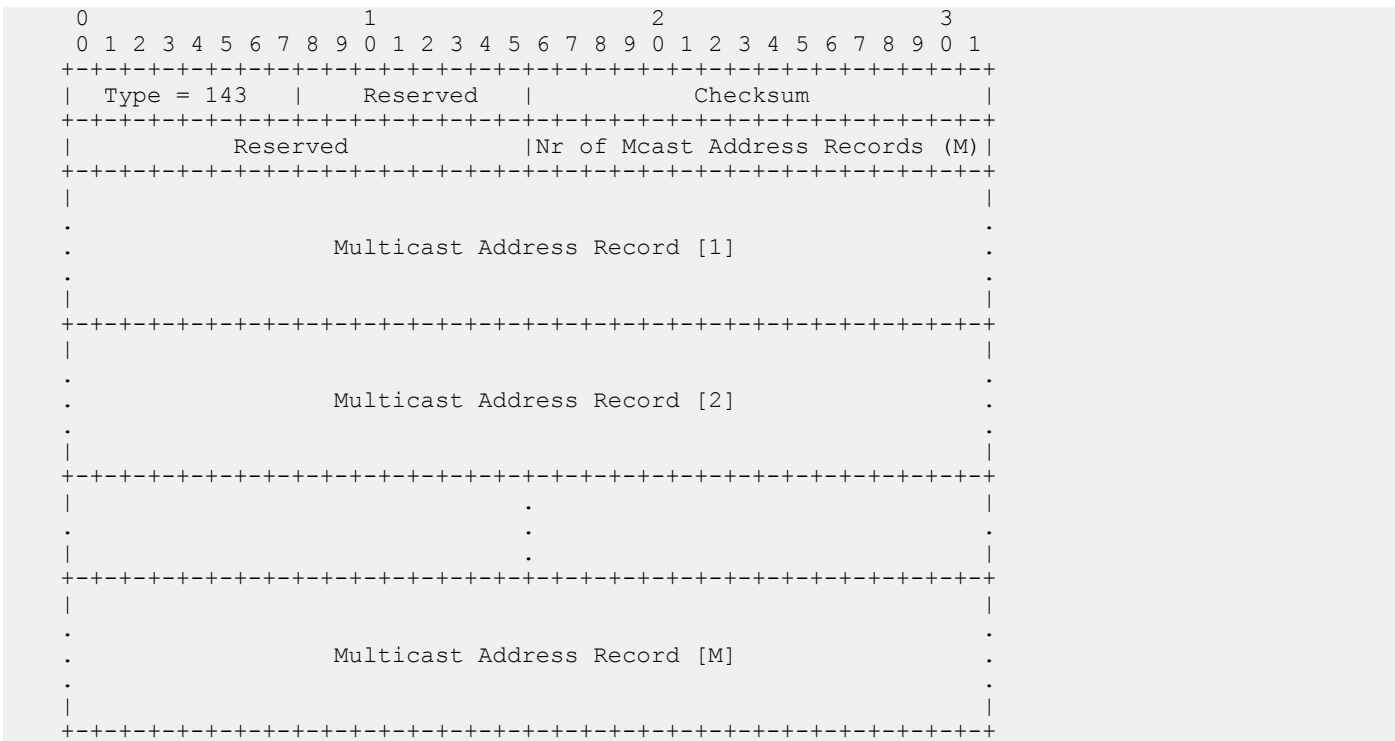 0                   1                   2                   3
 0 1 2 3 4 5 6 7 8 9 0 1 2 3 4 5 6 7 8 9 0 1 2 3 4 5 6 7 8 9 0 1
+-+-+-+-+-+-+-+-+-+-+-+-+-+-+-+-+-+-+-+-+-+-+-+-+-+-+-+-+-+-+-+-+
|  Type = 143   |    Reserved   |           Checksum            |
+-+-+-+-+-+-+-+-+-+-+-+-+-+-+-+-+-+-+-+-+-+-+-+-+-+-+-+-+-+-+-+-+
|           Reserved            |Nr of Mcast Address Records (M)|
+-+-+-+-+-+-+-+-+-+-+-+-+-+-+-+-+-+-+-+-+-+-+-+-+-+-+-+-+-+-+-+-+
|                                                               |
.                                                               .
.                  Multicast Address Record [1]                 .
.                                                               .
|                                                               |
+-+-+-+-+-+-+-+-+-+-+-+-+-+-+-+-+-+-+-+-+-+-+-+-+-+-+-+-+-+-+-+-+
|                                                               |
.                                                               .
.                  Multicast Address Record [2]                 .
.                                                               .
|                                                               |
+-+-+-+-+-+-+-+-+-+-+-+-+-+-+-+-+-+-+-+-+-+-+-+-+-+-+-+-+-+-+-+-+
|                               .                               |
.                               .                               .
|                               .                               |
+-+-+-+-+-+-+-+-+-+-+-+-+-+-+-+-+-+-+-+-+-+-+-+-+-+-+-+-+-+-+-+-+
|                                                               |
.                                                               .
.                  Multicast Address Record [M]                 .
.                                                               .
|                                                               |
+-+-+-+-+-+-+-+-+-+-+-+-+-+-+-+-+-+-+-+-+-+-+-+-+-+-+-+-+-+-+-+-+